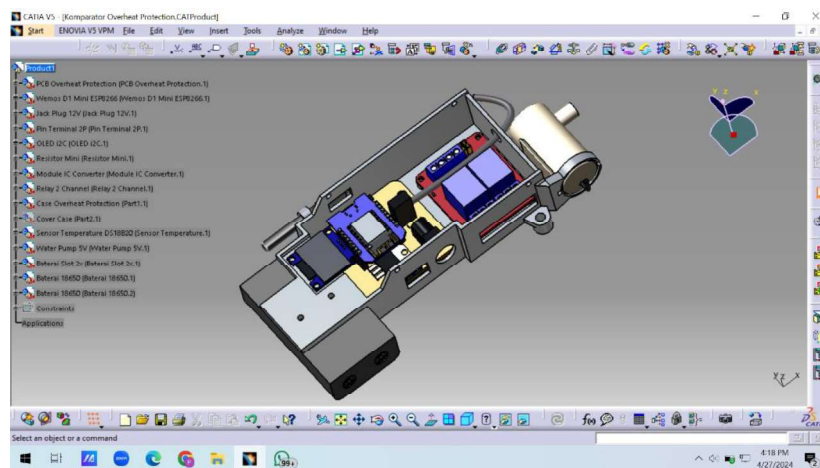 CATIA V5 - [Komparator Overheat Protection.CATProduct]
Start ENOVIA V5 VPM File Edit View Insert Tools Analyze Window Help
Product1
PCB Overheat Protection (PCB Overheat Protection.1)
Wemos D1 Mini ESP8266 (Wemos D1 Mini ESP8266.1)
Jack Plug 12V (Jack Plug 12V.1)
Pin Terminal 2P (Pin Terminal 2P.1)
OLED I2C (OLED I2C.1)
Resistor Mini (Resistor Mini.1)
Module IC Converter (Module IC Converter.1)
Relay 2 Channel (Relay 2 Channel.1)
Case Overheat Protection (Part1.1)
Cover Case (Part2.1)
Sensor Temperature DS18B20 (Sensor Temperature.1)
Water Pump 5V (Water Pump 5V.1)
Baterai Slot 2x (Baterai Slot 2x.1)
Baterai 18650 (Baterai 18650.1)
Baterai 18650 (Baterai 18650.2)
Constraints
Applications
Select an object or a command
99+
4:18 PM
4/27/2024